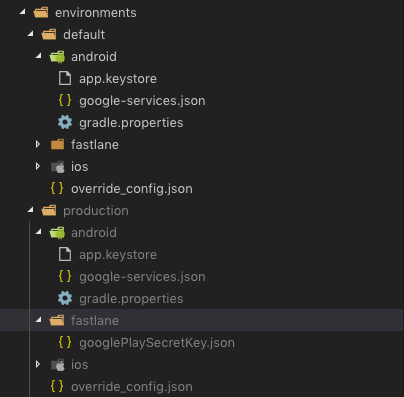 environments
default
android
app.keystore
google-services.json
gradle.properties
fastlane
ios
override_config.json
production
android
app.keystore
google-services.json
gradle.properties
fastlane
googlePlaySecretKey.json
ios
override_config.json